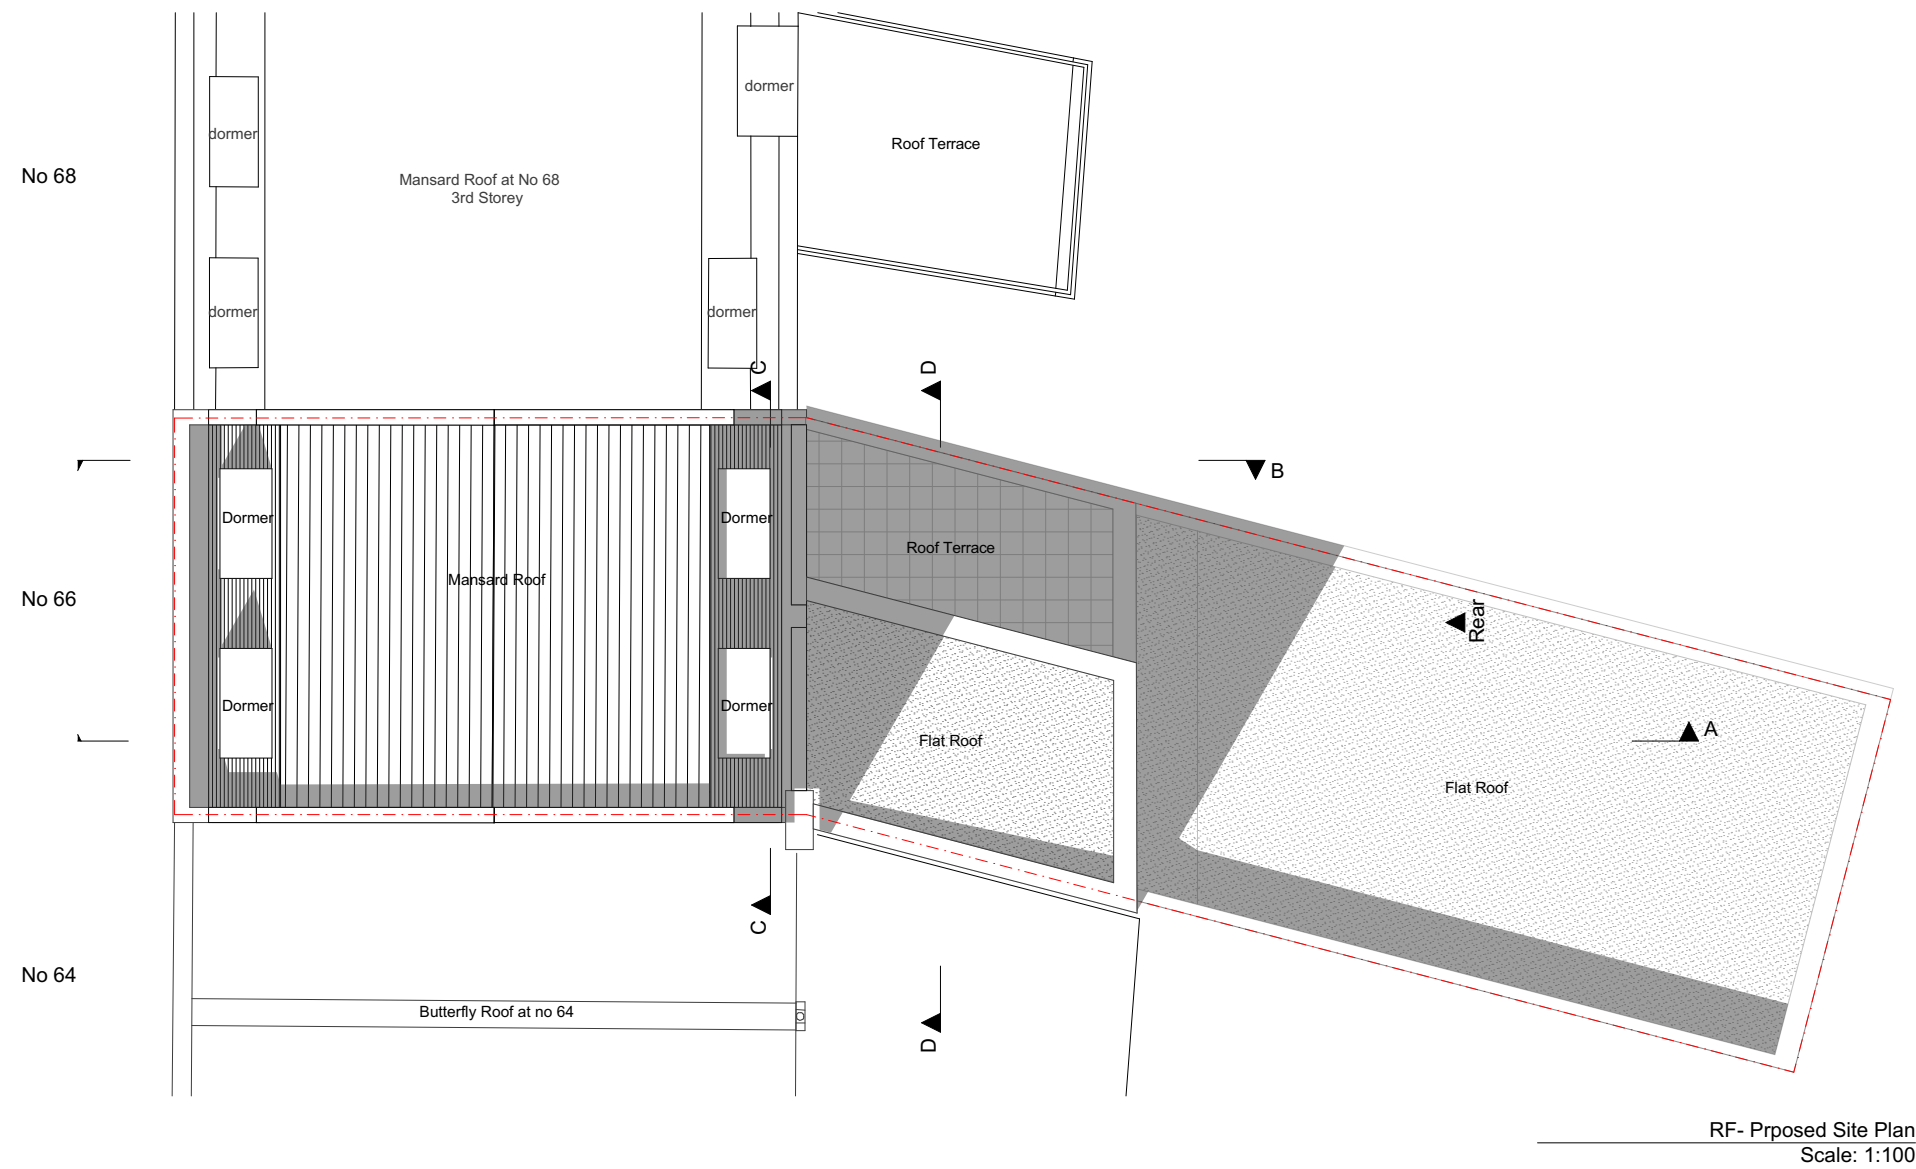 dormer
dormer
Roof Terrace
No 68
Mansard Roof at No 68
3rd Storey
dormer
dormer
C
D
B
Dormer
Dormer
Roof Terrace
Mansard Roof
No 66
Rear
Dormer
Dormer
A
Flat Roof
Flat Roof
C
No 64
Butterfly Roof at no 64
D
RF- Prposed Site Plan
Scale: 1:100